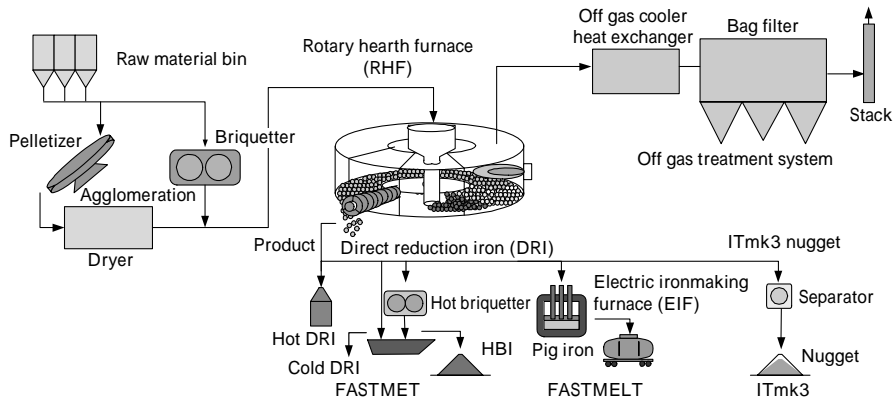 Raw material bin
Rotary hearth furnace
(RHF)
Off gas cooler
heat exchanger
Bag filter
Stack
Pelletizer
Briquetter
Agglomeration
Dryer
Off gas treatment system
Product
Direct reduction iron (DRI)
ITmk3 nugget
Hot DRI
Hot briquetter
Electric ironmaking
furnace (EIF)
Separator
Cold DRI
HBI
Pig iron
Nugget
FASTMET
FASTMELT
ITmk3